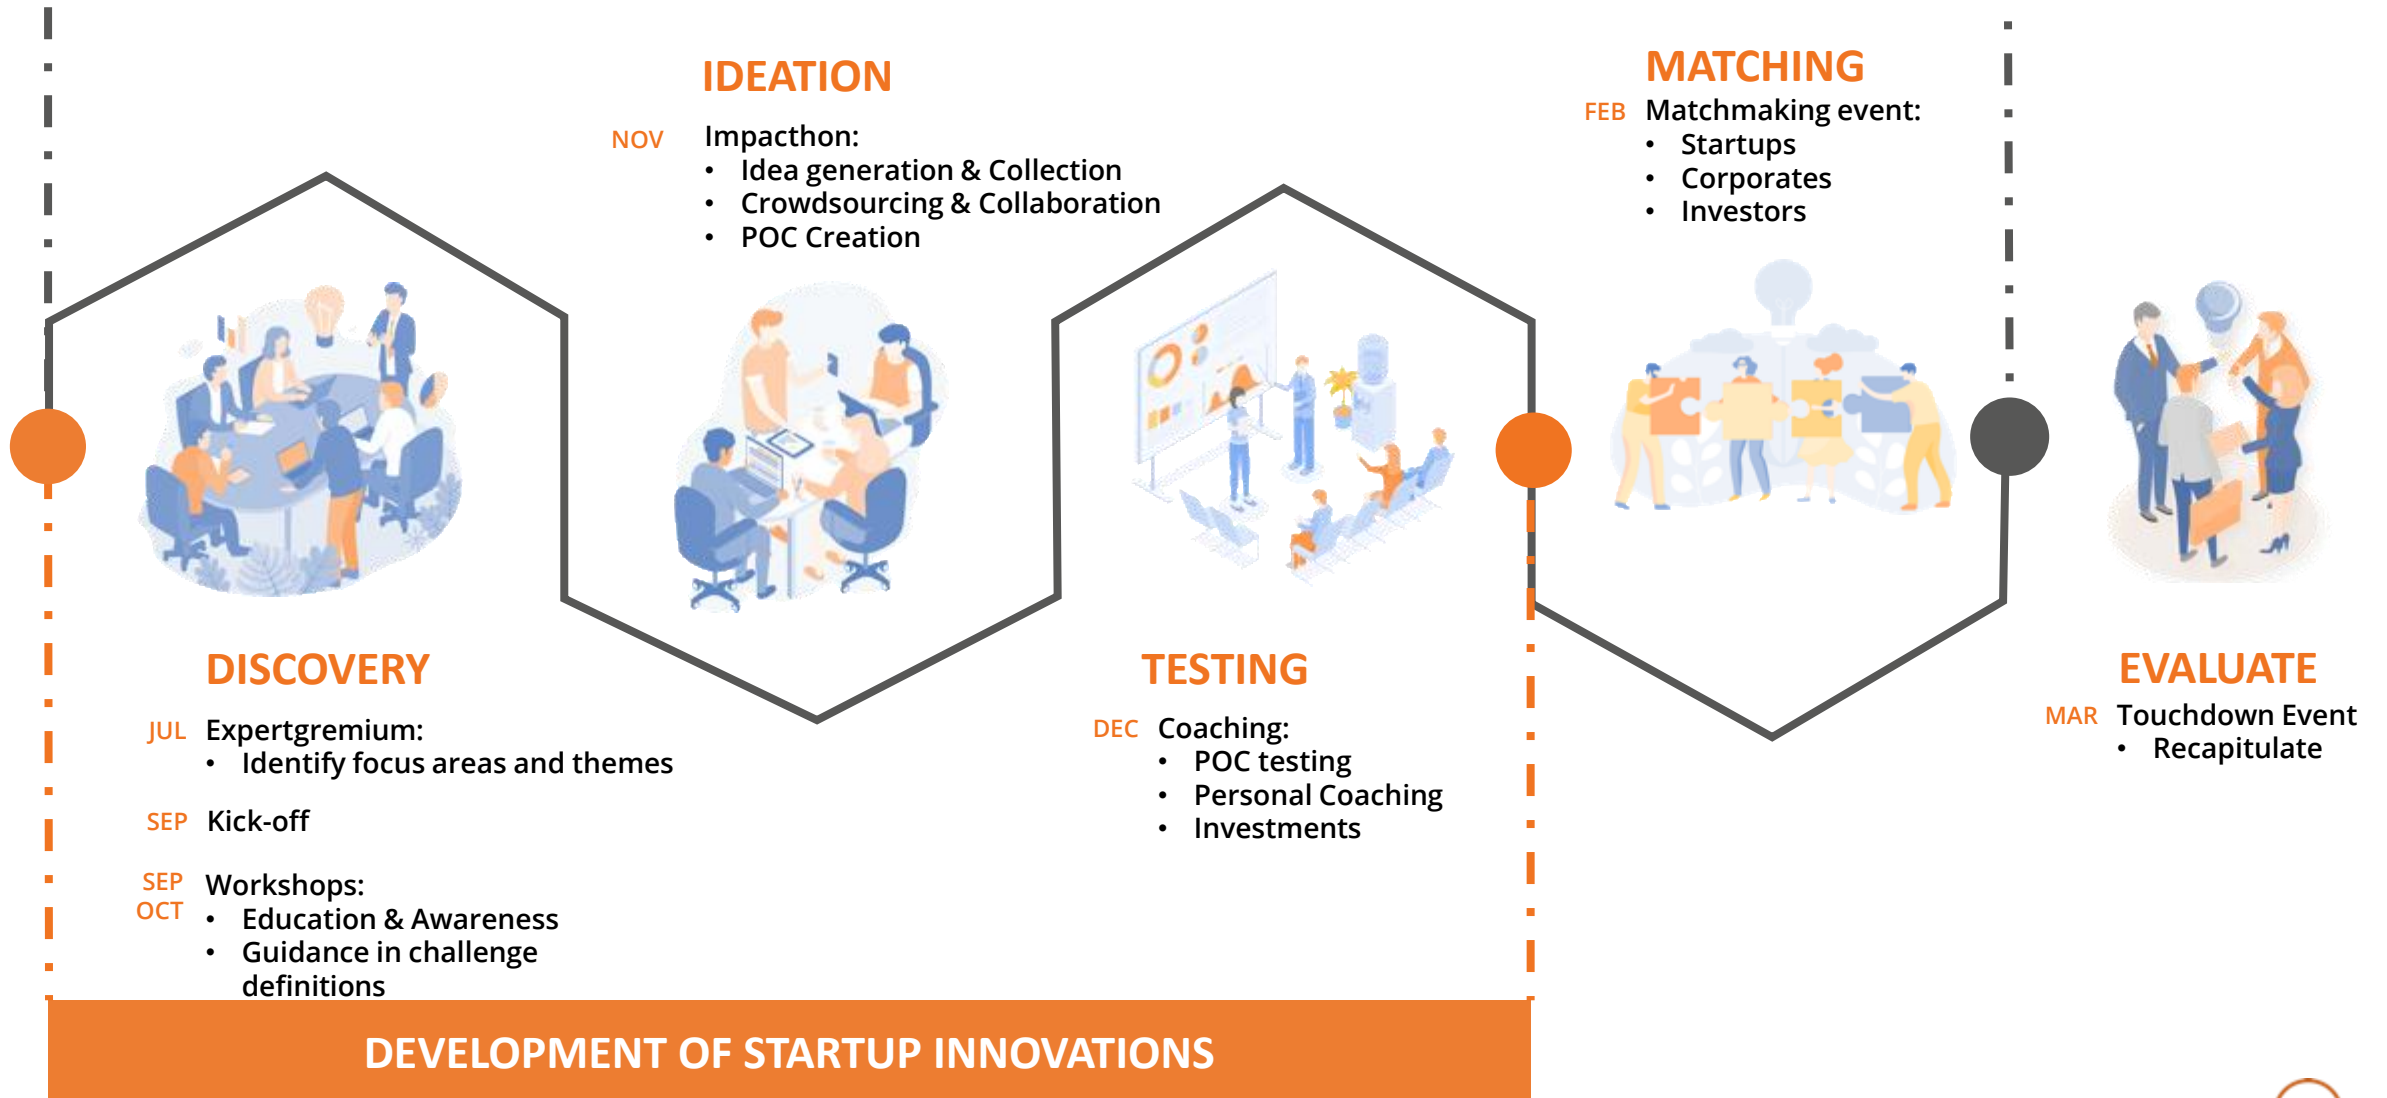 IDEATION
NOV Impacthon:
• Idea generation & Collection
• Crowdsourcing & Collaboration
• POC Creation
MATCHING
FEB Matchmaking event:
• Startups
• Corporates
• Investors
DISCOVERY
JUL Expertgremium:
• Identify focus areas and themes
SEP Kick-off
SEP
OCT
Workshops:
• Education & Awareness
• Guidance in challenge
definitions
TESTING
DEC Coaching:
• POC testing
• Personal Coaching
• Investments
EVALUATE
MAR Touchdown Event
• Recapitulate
DEVELOPMENT OF STARTUP INNOVATIONS